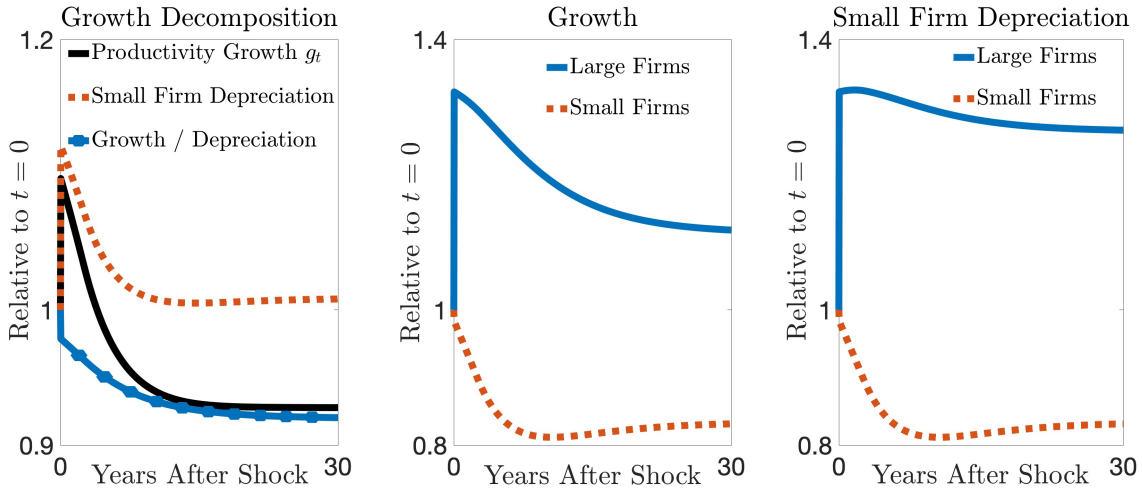 Growth Decomposition
1.2
Productivity Growth g_t
Small Firm Depreciation
Growth / Depreciation
Relative to t = 0
1
0.9
0
30
Years After Shock
Growth
1.4
Large Firms
Small Firms
Relative to t = 0
1
0.8
0
30
Years After Shock
Small Firm Depreciation
1.4
Large Firms
Small Firms
Relative to t = 0
1
0.8
0
30
Years After Shock